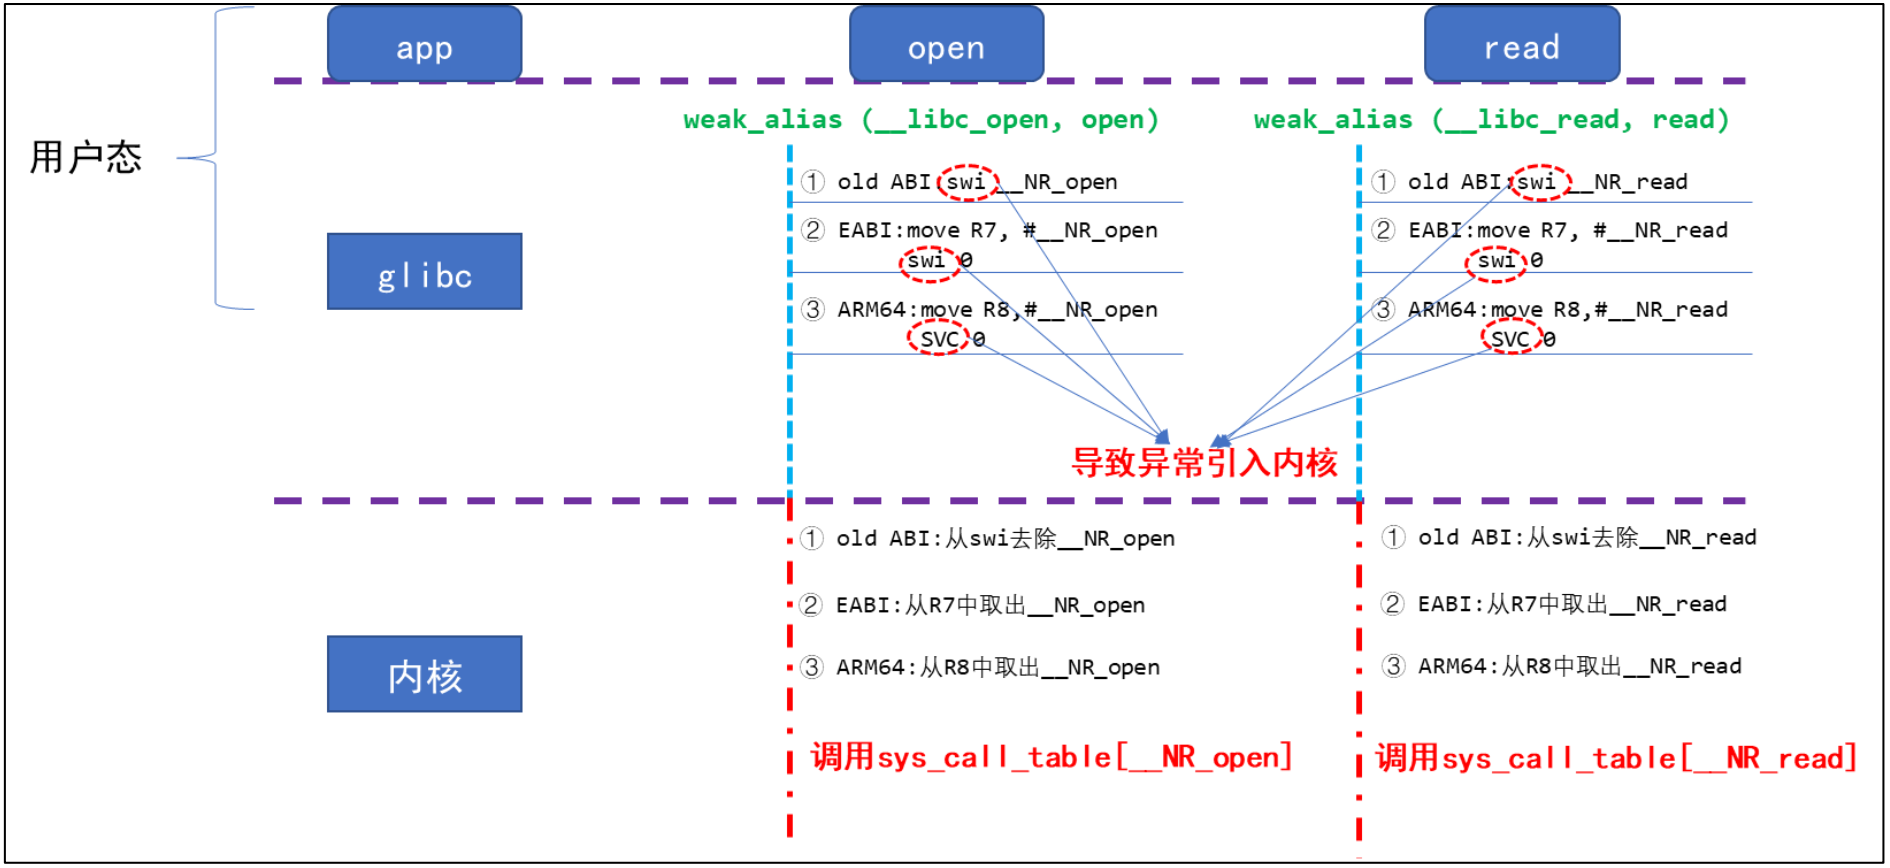 app
open
read
用户态
weak_alias (__libc_open, open)
weak_alias (__libc_read, read)
① old ABI:swi __NR_open
② EABI:move R7, #__NR_open
swi 0
③ ARM64:move R8,#__NR_open
SVC 0
① old ABI:swi __NR_read
② EABI:move R7, #__NR_read
swi 0
③ ARM64:move R8,#__NR_read
SVC 0
glibc
导致异常引入内核
内核
① old ABI:从swi去除__NR_open
② EABI:从R7中取出__NR_open
③ ARM64:从R8中取出__NR_open
调用sys_call_table[__NR_open]
① old ABI:从swi去除__NR_read
② EABI:从R7中取出__NR_read
③ ARM64:从R8中取出__NR_read
调用sys_call_table[__NR_read]